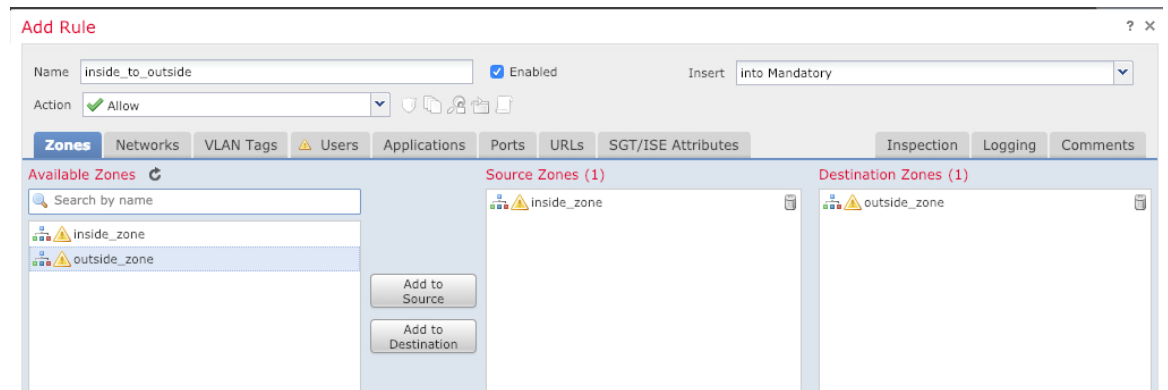 Add Rule ? ×
Name inside_to_outside Enabled Insert into Mandatory
Action Allow
Zones Networks VLAN Tags Users Applications Ports URLs SGT/ISE Attributes Inspection Logging Comments
Available Zones Source Zones (1) Destination Zones (1)
Search by name inside_zone outside_zone
inside_zone
outside_zone
Add to
Source
Add to
Destination